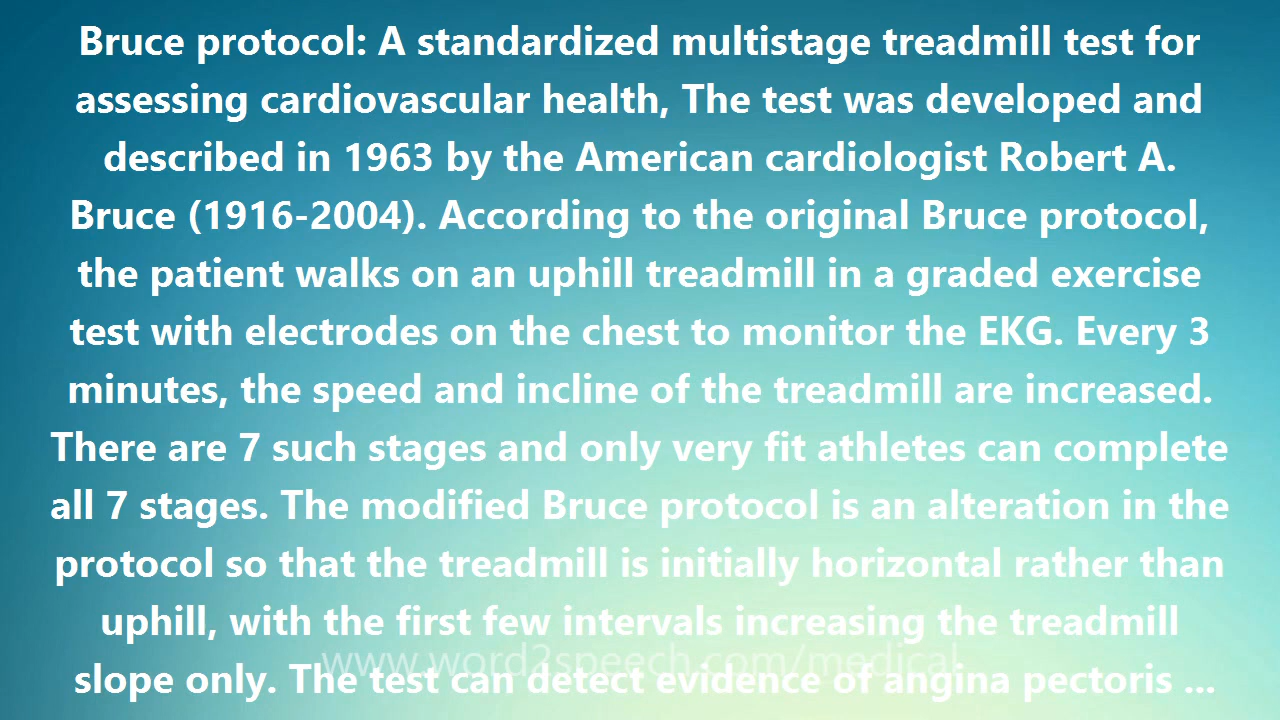 Bruce protocol: A standardized multistage treadmill test for
assessing cardiovascular health, The test was developed and
described in 1963 by the American cardiologist Robert A.
Bruce (1916-2004). According to the original Bruce protocol,
the patient walks on an uphill treadmill in a graded exercise
test with electrodes on the chest to monitor the EKG. Every 3
minutes, the speed and incline of the treadmill are increased.
There are 7 such stages and only very fit athletes can complete
all 7 stages. The modified Bruce protocol is an alteration in the
protocol so that the treadmill is initially horizontal rather than
uphill, with the first few intervals increasing the treadmill
www.word2speech.com/medical
slope only. The test can detect evidence of angina pectoris ...